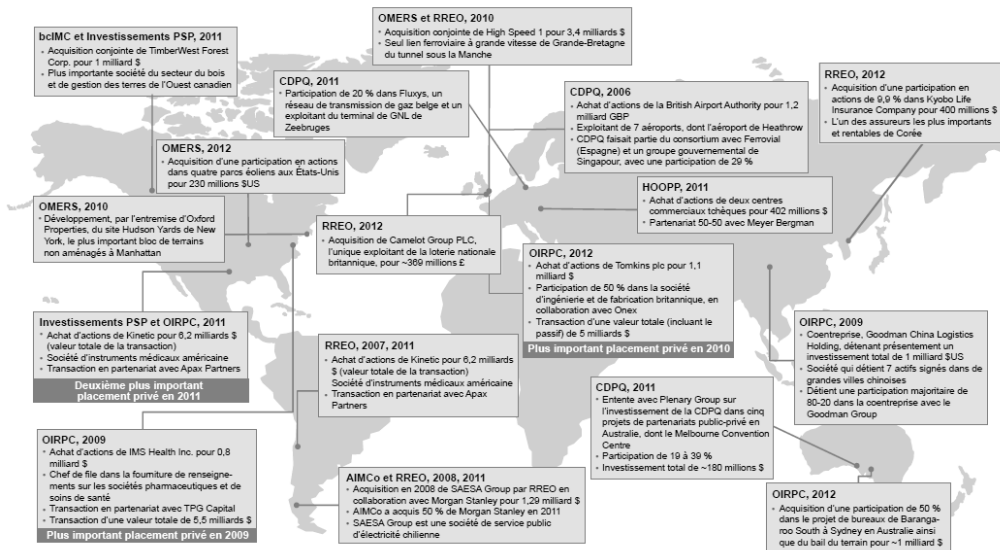 OMERS et RREO, 2010
• Acquisition conjointe de High Speed 1 pour 3,4 milliards $
• Seul lien ferroviaire à grande vitesse de Grande-Bretagne
du tunnel sous la Manche
bcIMC et Investissements PSP, 2011
• Acquisition conjointe de TimberWest Forest
Corp. pour 1 milliard $
• Plus importante société du secteur du bois
et de gestion des terres de l'Ouest canadien
CDPQ, 2011
• Participation de 20 % dans Fluxys, un
réseau de transmission de gaz belge et un
exploitant du terminal de GNL de
Zeebruges
CDPQ, 2006
• Achat d'actions de la British Airport Authority pour 1,2
milliard GBP
• Exploitant de 7 aéroports, dont l'aéroport de Heathrow
• CDPQ faisait partie du consortium avec Ferrovial
(Espagne) et un groupe gouvernemental de
Singapour, avec une participation de 29 %
RREO, 2012
• Acquisition d'une participation en
actions de 9,9 % dans Kyobo Life
Insurance Company pour 400 millions $
• L'un des assureurs les plus importants
et rentables de Corée
OMERS, 2012
• Acquisition d'une participation en actions
dans quatre parcs éoliens aux États-Unis
pour 230 millions $US
HOOPP, 2011
• Achat d'actions de deux centres
commerciaux tchèques pour 402 millions $
• Partenariat 50-50 avec Meyer Bergman
OMERS, 2010
• Développement, par l'entremise d'Oxford
Properties, du site Hudson Yards de New
York, le plus important bloc de terrains
non aménagés à Manhattan
RREO, 2012
• Acquisition de Camelot Group PLC,
l'unique exploitant de la loterie nationale
britannique, pour ~369 millions £
OIRPC, 2012
• Achat d'actions de Tomkins plc pour 1,1
milliard $
• Participation de 50 % dans la société
d'ingénierie et de fabrication britannique, en
collaboration avec Onex
• Transaction d'une valeur totale (incluant le
passif) de 5 milliards $
Plus important placement privé en 2010
Investissements PSP et OIRPC, 2011
• Achat d'actions de Kinetic pour 6,2 milliards $
(valeur totale de la transaction)
• Société d'instruments médicaux américaine
• Transaction en partenariat avec Apax Partners
Deuxième plus important
placement privé en 2011
RREO, 2007, 2011
• Achat d'actions de Kinetic pour 6,2 milliards
$ (valeur totale de la transaction)
Société d'instruments médicaux américaine
• Transaction en partenariat avec Apax
Partners
OIRPC, 2009
• Coentreprise, Goodman China Logistics
Holding, détenant présentement un
investissement total de 1 milliard $US
• Société qui détient 7 actifs signés dans de
grandes villes chinoises
• Détient une participation majoritaire de
80-20 dans la coentreprise avec le
Goodman Group
CDPQ, 2011
• Entente avec Plenary Group sur
l'investissement de la CDPQ dans cinq
projets de partenariats public-privé en
Australie, dont le Melbourne Convention
Centre
• Participation de 19 à 39 %
• Investissement total de ~180 millions $
OIRPC, 2009
• Achat d'actions de IMS Health Inc. pour 0,8
milliard $
• Chef de file dans la fourniture de renseigne-
ments sur les sociétés pharmaceutiques et de
soins de santé
• Transaction en partenariat avec TPG Capital
• Transaction d'une valeur totale de 5,5 milliards $
Plus important placement privé en 2009
AIMCo et RREO, 2008, 2011
• Acquisition en 2008 de SAESA Group par RREO en
collaboration avec Morgan Stanley pour 1,29 milliard $
• AIMCo a acquis 50 % de Morgan Stanley en 2011
• SAESA Group est une société de service public
d'électricité chilienne
OIRPC, 2012
• Acquisition d'une participation de 50 %
dans le projet de bureaux de Baranga-
roo South à Sydney en Australie ainsi
que du bail du terrain pour ~1 milliard $